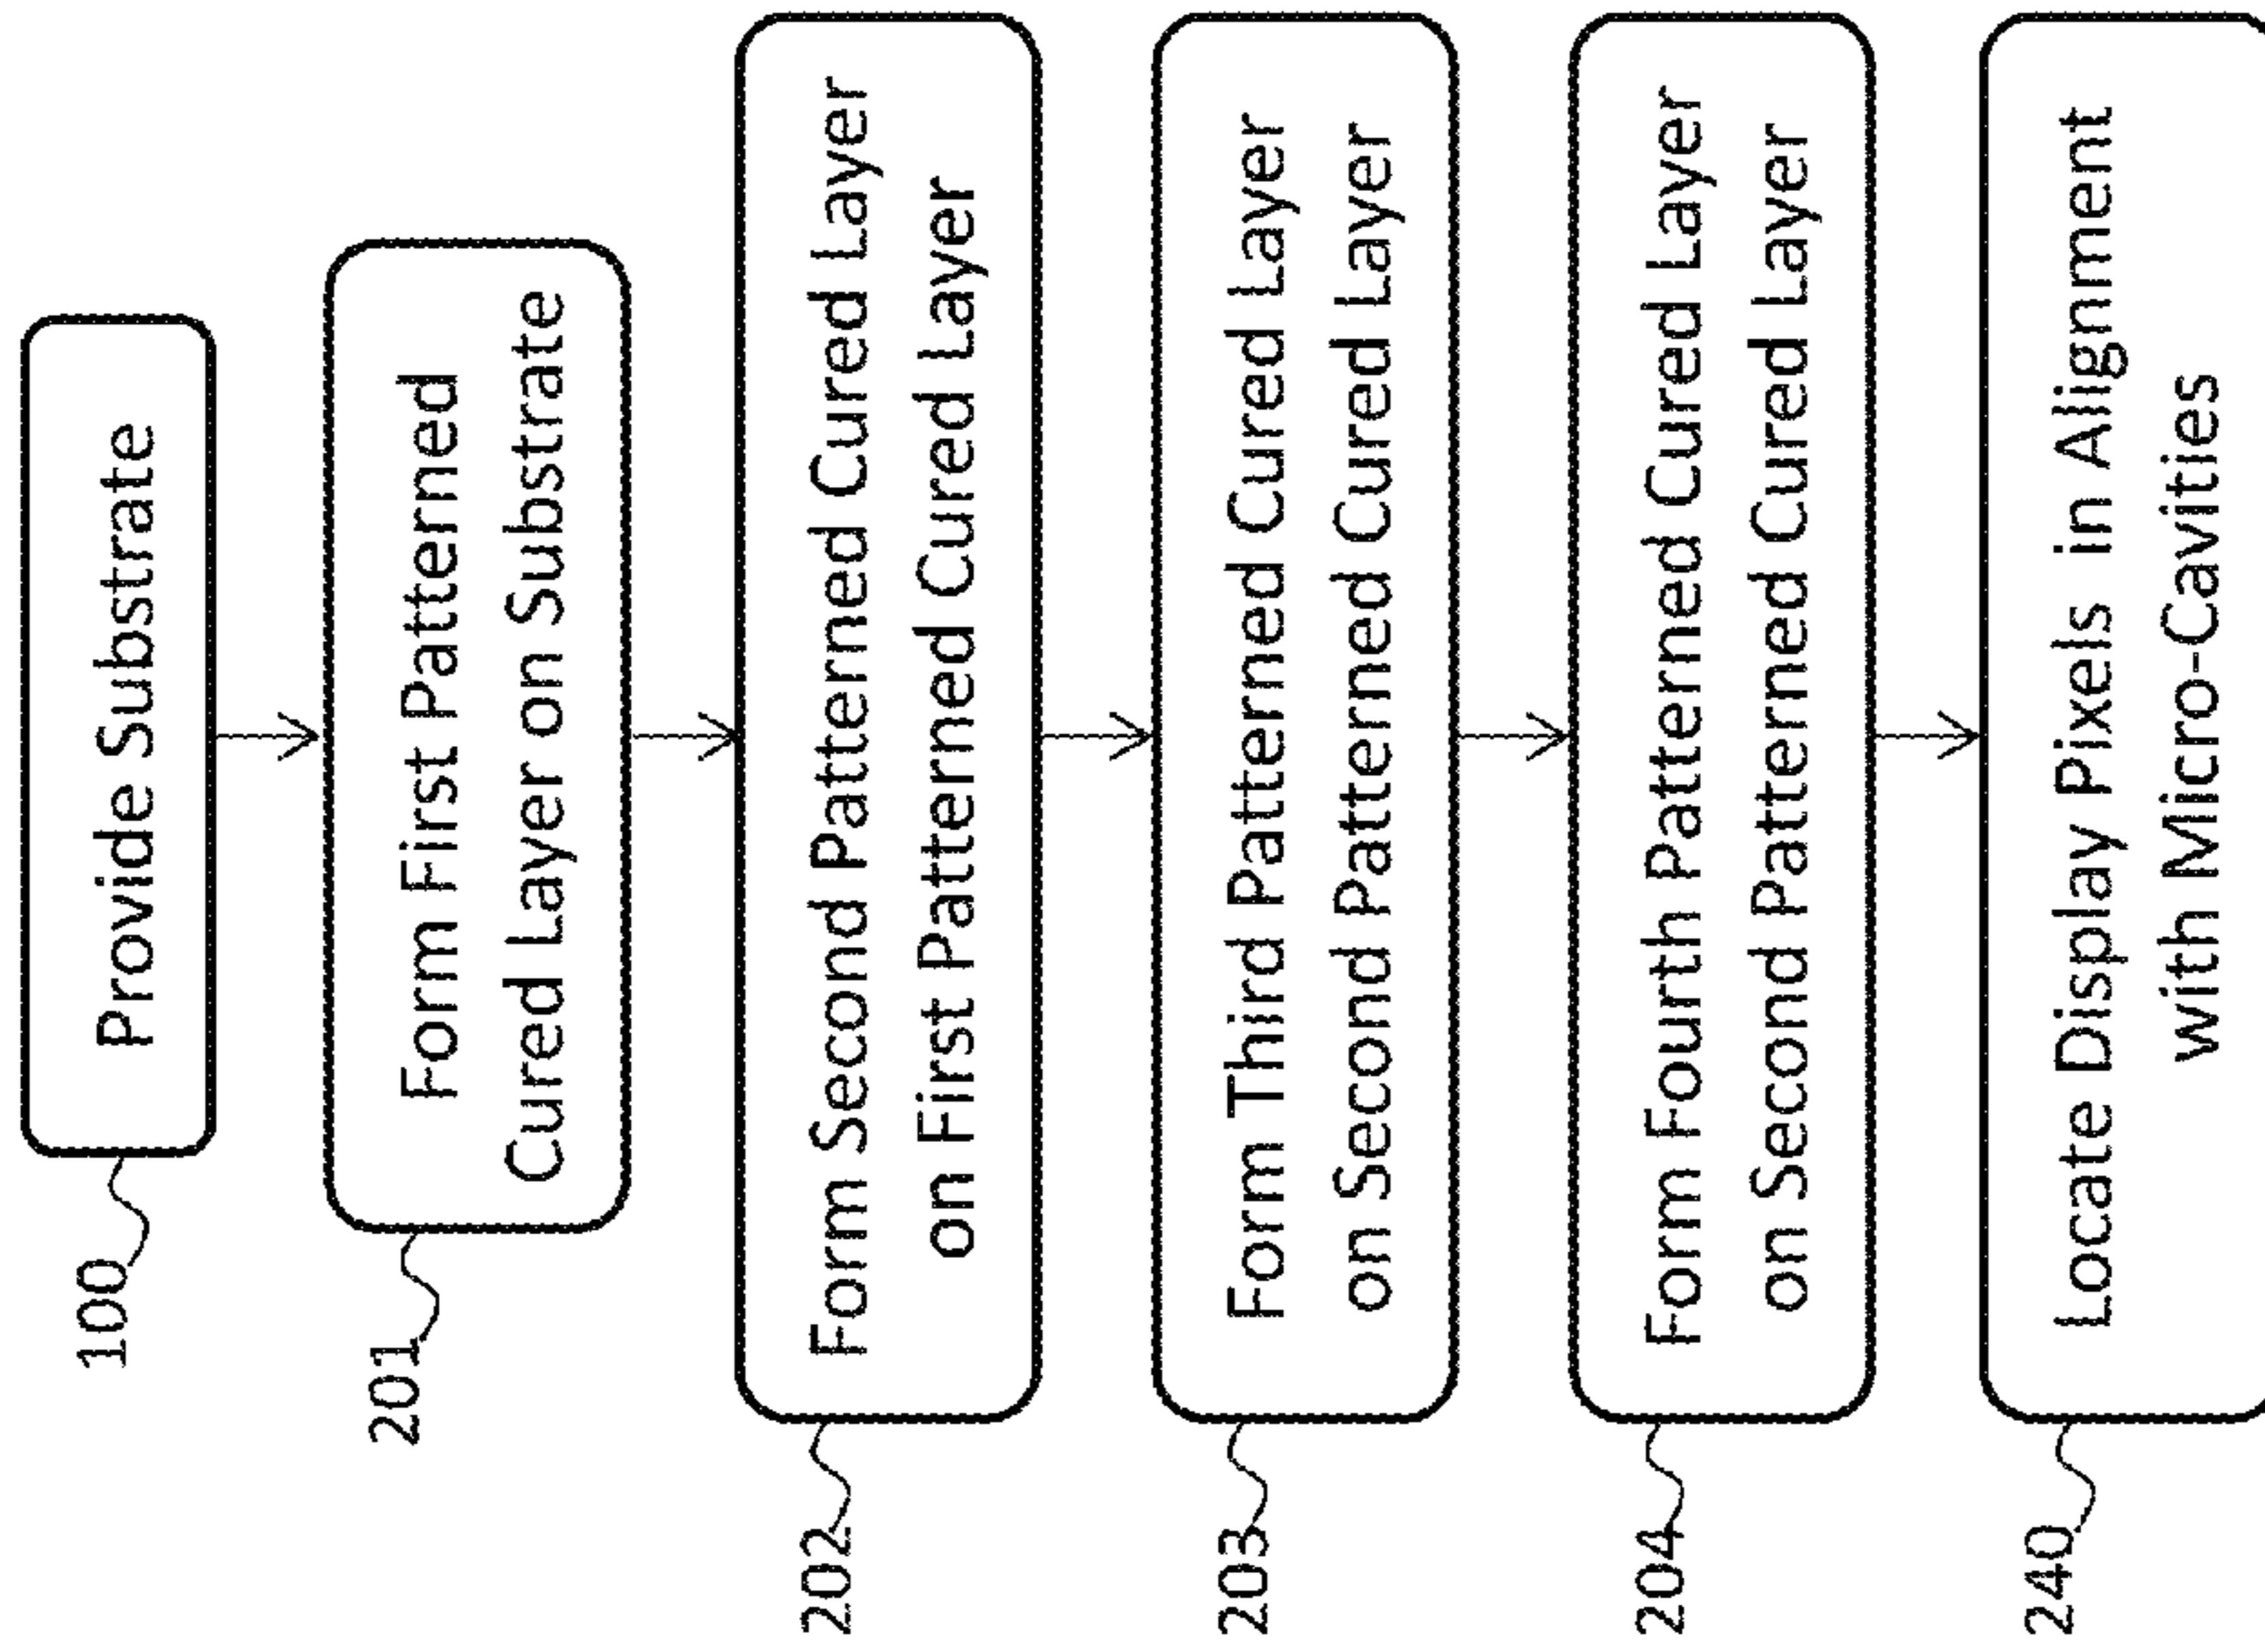 100
Provide Substrate
201
Form First Patterned
Cured Layer on Substrate
202
Form Second Patterned Cured Layer
on First Patterned Cured Layer
203
Form Third Patterned Cured Layer
on Second Patterned Cured Layer
204
Form Fourth Patterned Cured Layer
on Second Patterned Cured Layer
240
Locate Display Pixels in Alignment
with Micro-Cavities